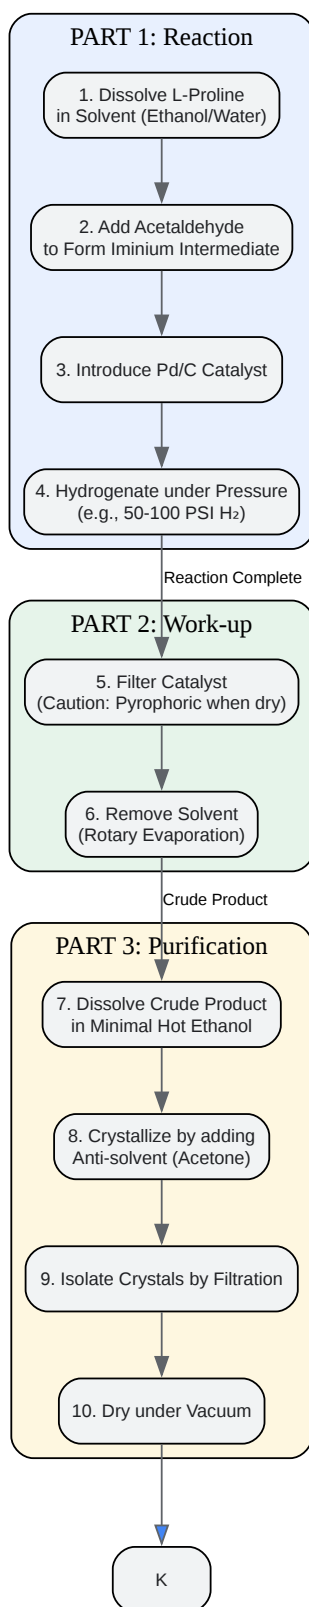 PART 1: Reaction
1. Dissolve L-Proline
in Solvent (Ethanol/Water)
2. Add Acetaldehyde
to Form Iminium Intermediate
3. Introduce Pd/C Catalyst
4. Hydrogenate under Pressure
(e.g., 50-100 PSI H₂)
Reaction Complete
PART 2: Work-up
5. Filter Catalyst
(Caution: Pyrophoric when dry)
6. Remove Solvent
(Rotary Evaporation)
Crude Product
PART 3: Purification
7. Dissolve Crude Product
in Minimal Hot Ethanol
8. Crystallize by adding
Anti-solvent (Acetone)
9. Isolate Crystals by Filtration
10. Dry under Vacuum
K